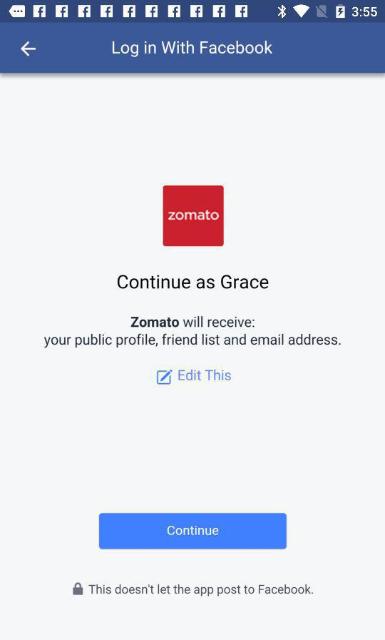 3:55
Log in With Facebook
zomato
Continue as Grace
Zomato will receive:
your public profile, friend list and email address.
Edit This
Continue
This doesn't let the app post to Facebook.